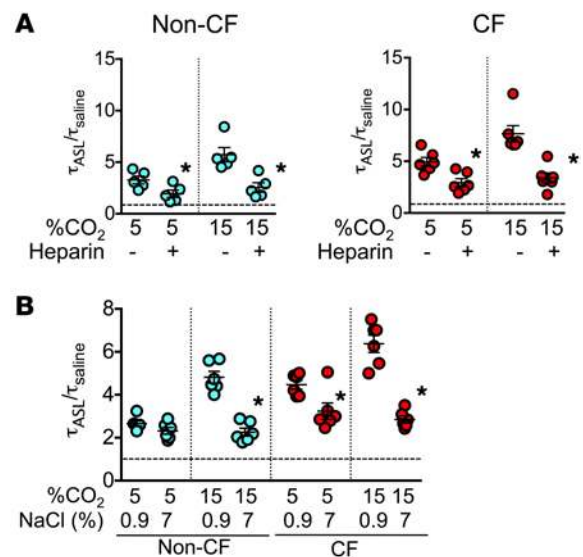 A
Non-CF
CF
τASL/τsaline
15
10
5
0
%CO2 5 5 15 15
Heparin - + - +
* *
τASL/τsaline
15
10
5
0
5 5 15 15
- + - +
* *
B
τASL/τsaline
8
6
4
2
0
* * *
%CO2 5 5 15 15 5 5 15 15
NaCl (%) 0.9 7 0.9 7 0.9 7 0.9 7
Non-CF CF